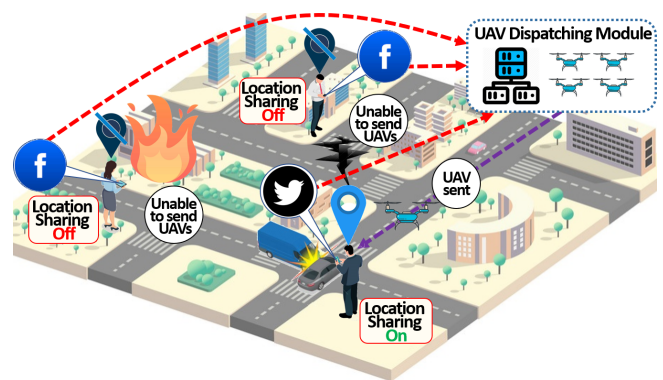 UAV Dispatching Module
Location
Sharing
Off
f
Unable to
send
UAVs
f
Location
Sharing
Off
Unable
to send
UAVs
UAV
sent
Location
Sharing
On